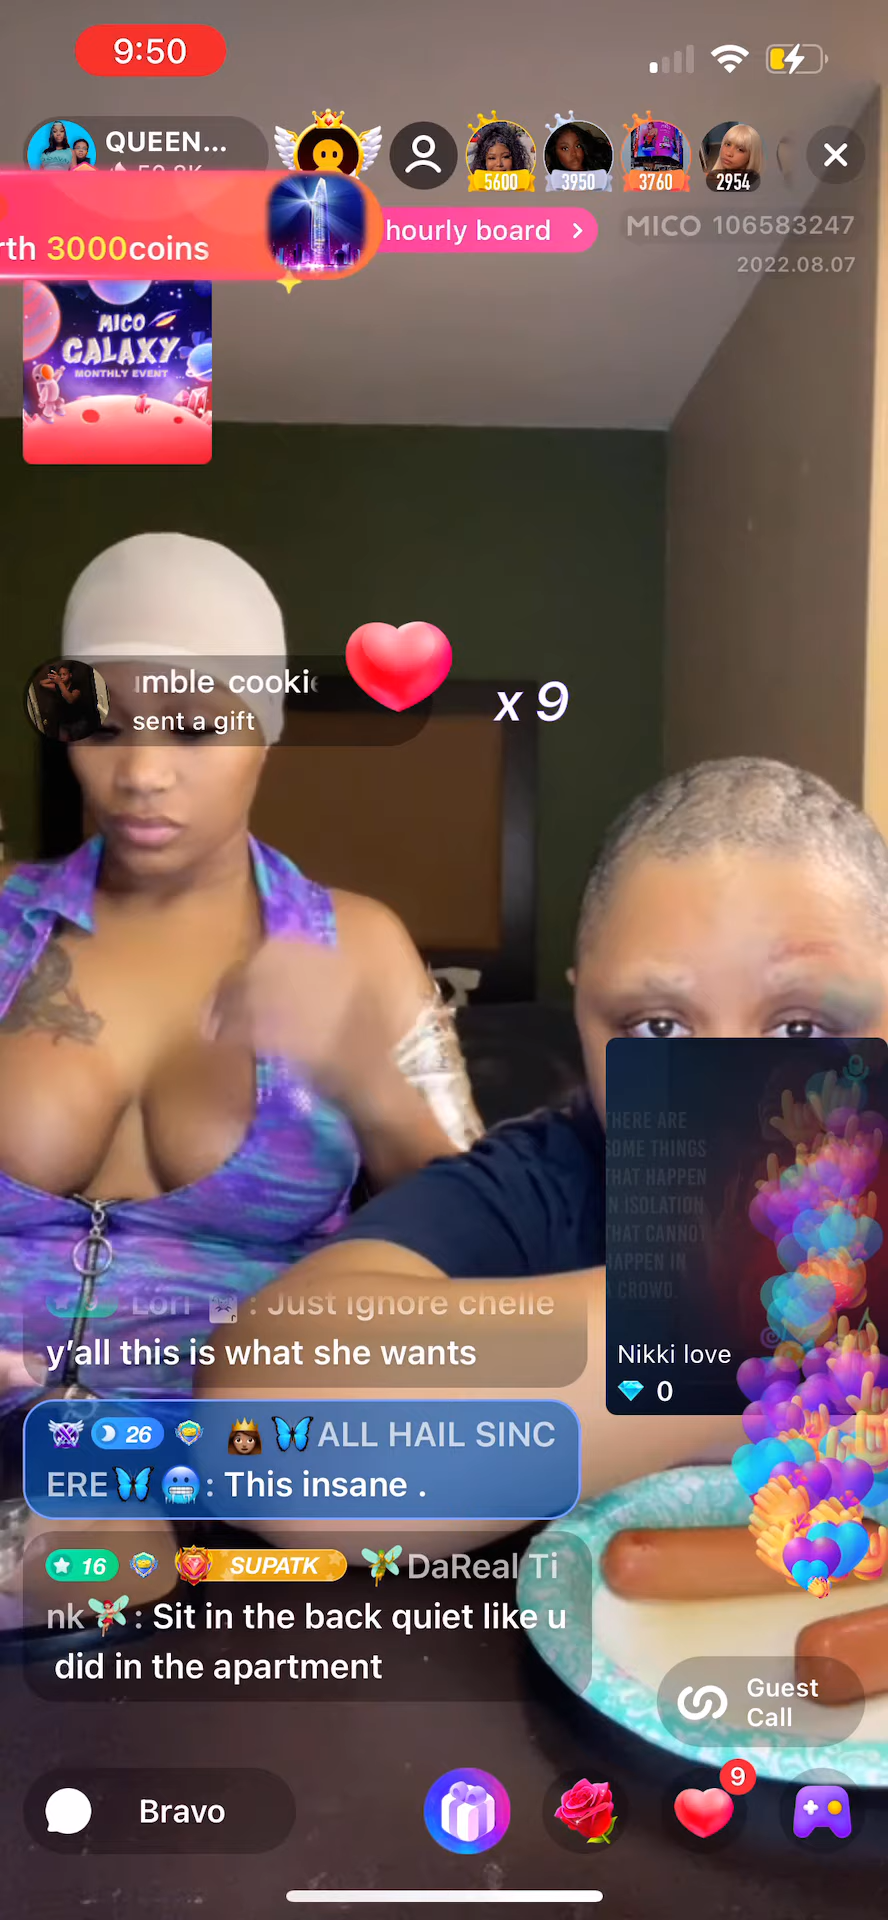 9:50
QUEEN...
5600
3950
3760
2954
rth 3000coins
hourly board
MICO 106583247
2022.08.07
MICO
GALAXY
MONTHLY EVENT
mble cookie
sent a gift
x 9
THERE ARE
SOME THINGS
THAT HAPPEN
IN ISOLATION
THAT CANNOT
HAPPEN IN
A CROWD.
Nikki love
0
Lori : Just ignore chelle
y'all this is what she wants
26 ALL HAIL SINC
ERE : This insane .
16 SUPATK DaReal Ti
nk : Sit in the back quiet like u
did in the apartment
Guest
Call
Bravo
9